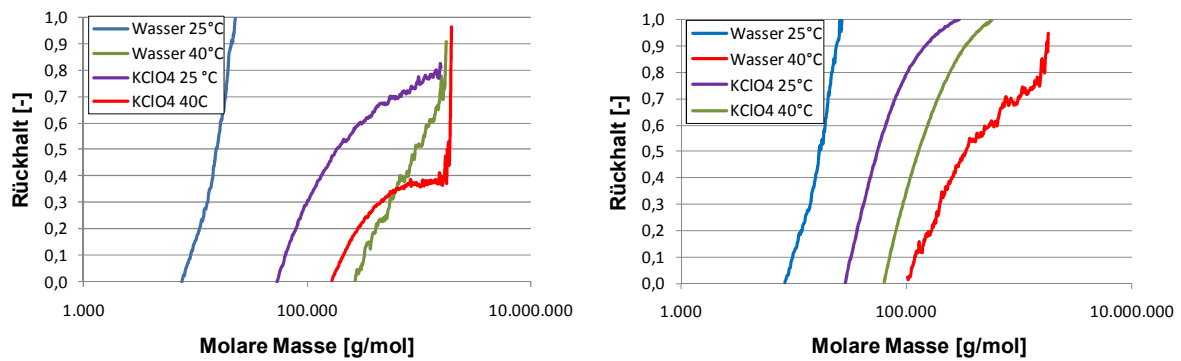 1,0
0,9
0,8
0,7
0,6
0,5
0,4
0,3
0,2
0,1
0,0
Rückhalt [-]
Wasser 25°C
Wasser 40°C
KClO4 25 °C
KClO4 40C
1.000
100.000
10.000.000
Molare Masse [g/mol]
1,0
0,9
0,8
0,7
0,6
0,5
0,4
0,3
0,2
0,1
0,0
Rückhalt [-]
Wasser 25°C
Wasser 40°C
KClO4 25°C
KClO4 40°C
1.000
100.000
10.000.000
Molare Masse [g/mol]